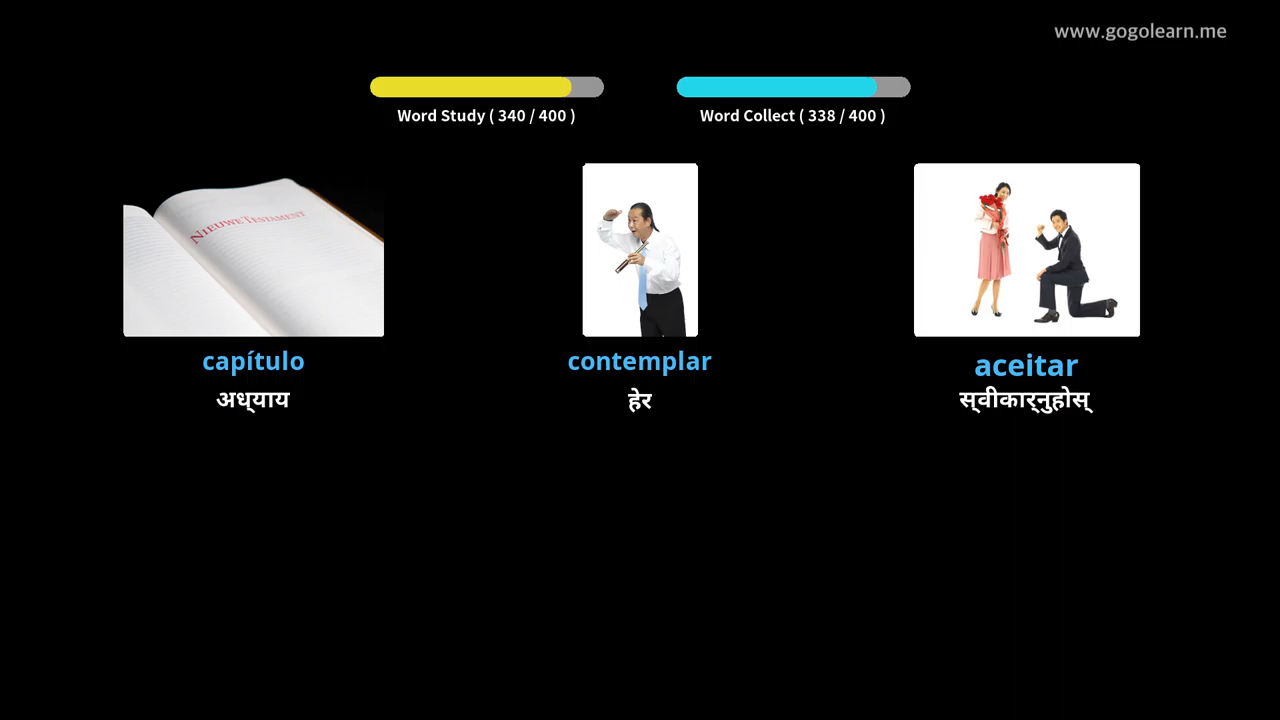 www.gogolearn.me
Word Study ( 340 / 400 )
Word Collect ( 338 / 400 )
NIEUWE TESTAMENT
capítulo
contemplar
aceitar
अध्याय
हेर
स्वीकार्नुहोस्